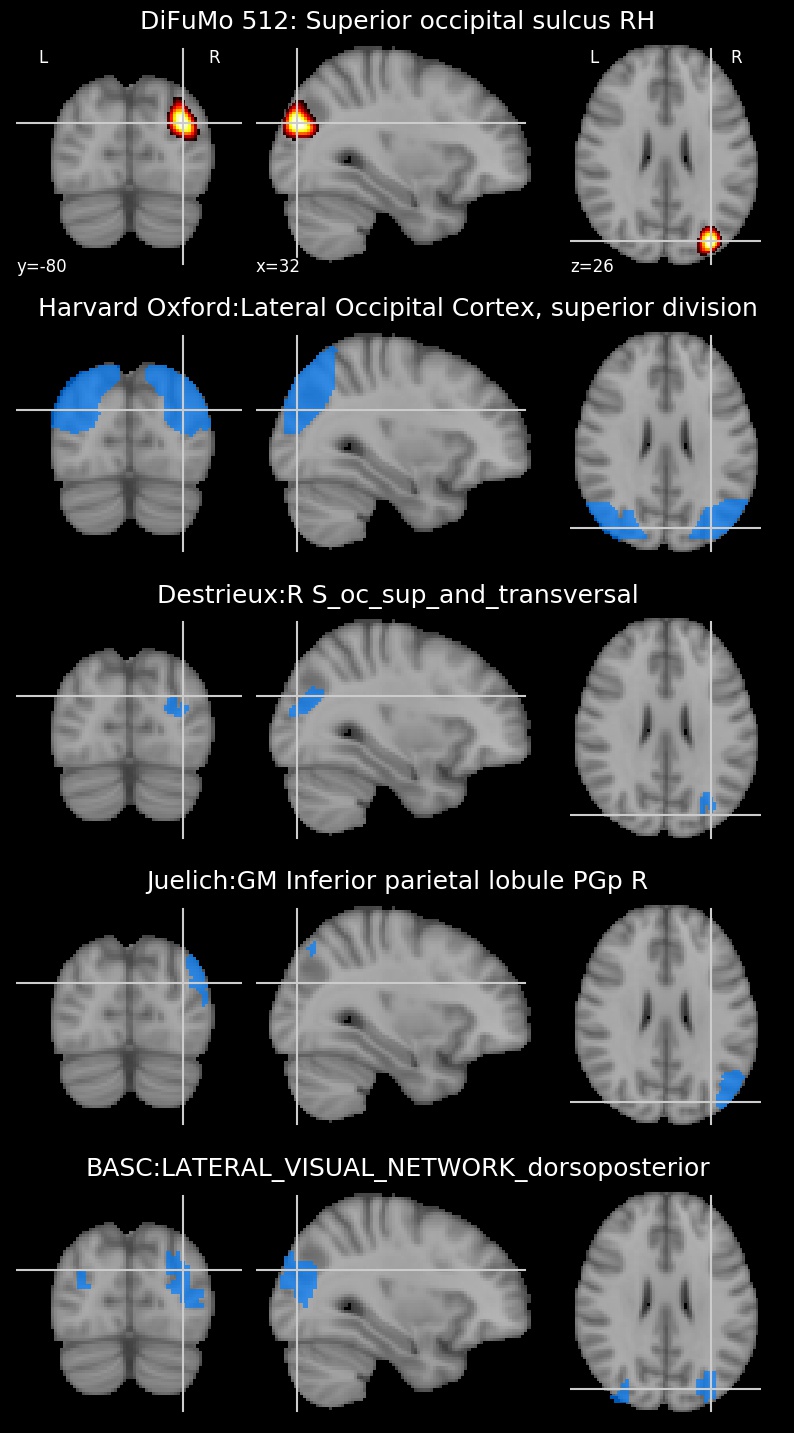 DiFuMo 512: Superior occipital sulcus RH
L R L R
y=-80 x=32 z=26
Harvard Oxford:Lateral Occipital Cortex, superior division
Destrieux:R S_oc_sup_and_transversal
Juelich:GM Inferior parietal lobule PGp R
BASC:LATERAL_VISUAL_NETWORK_dorsoposterior